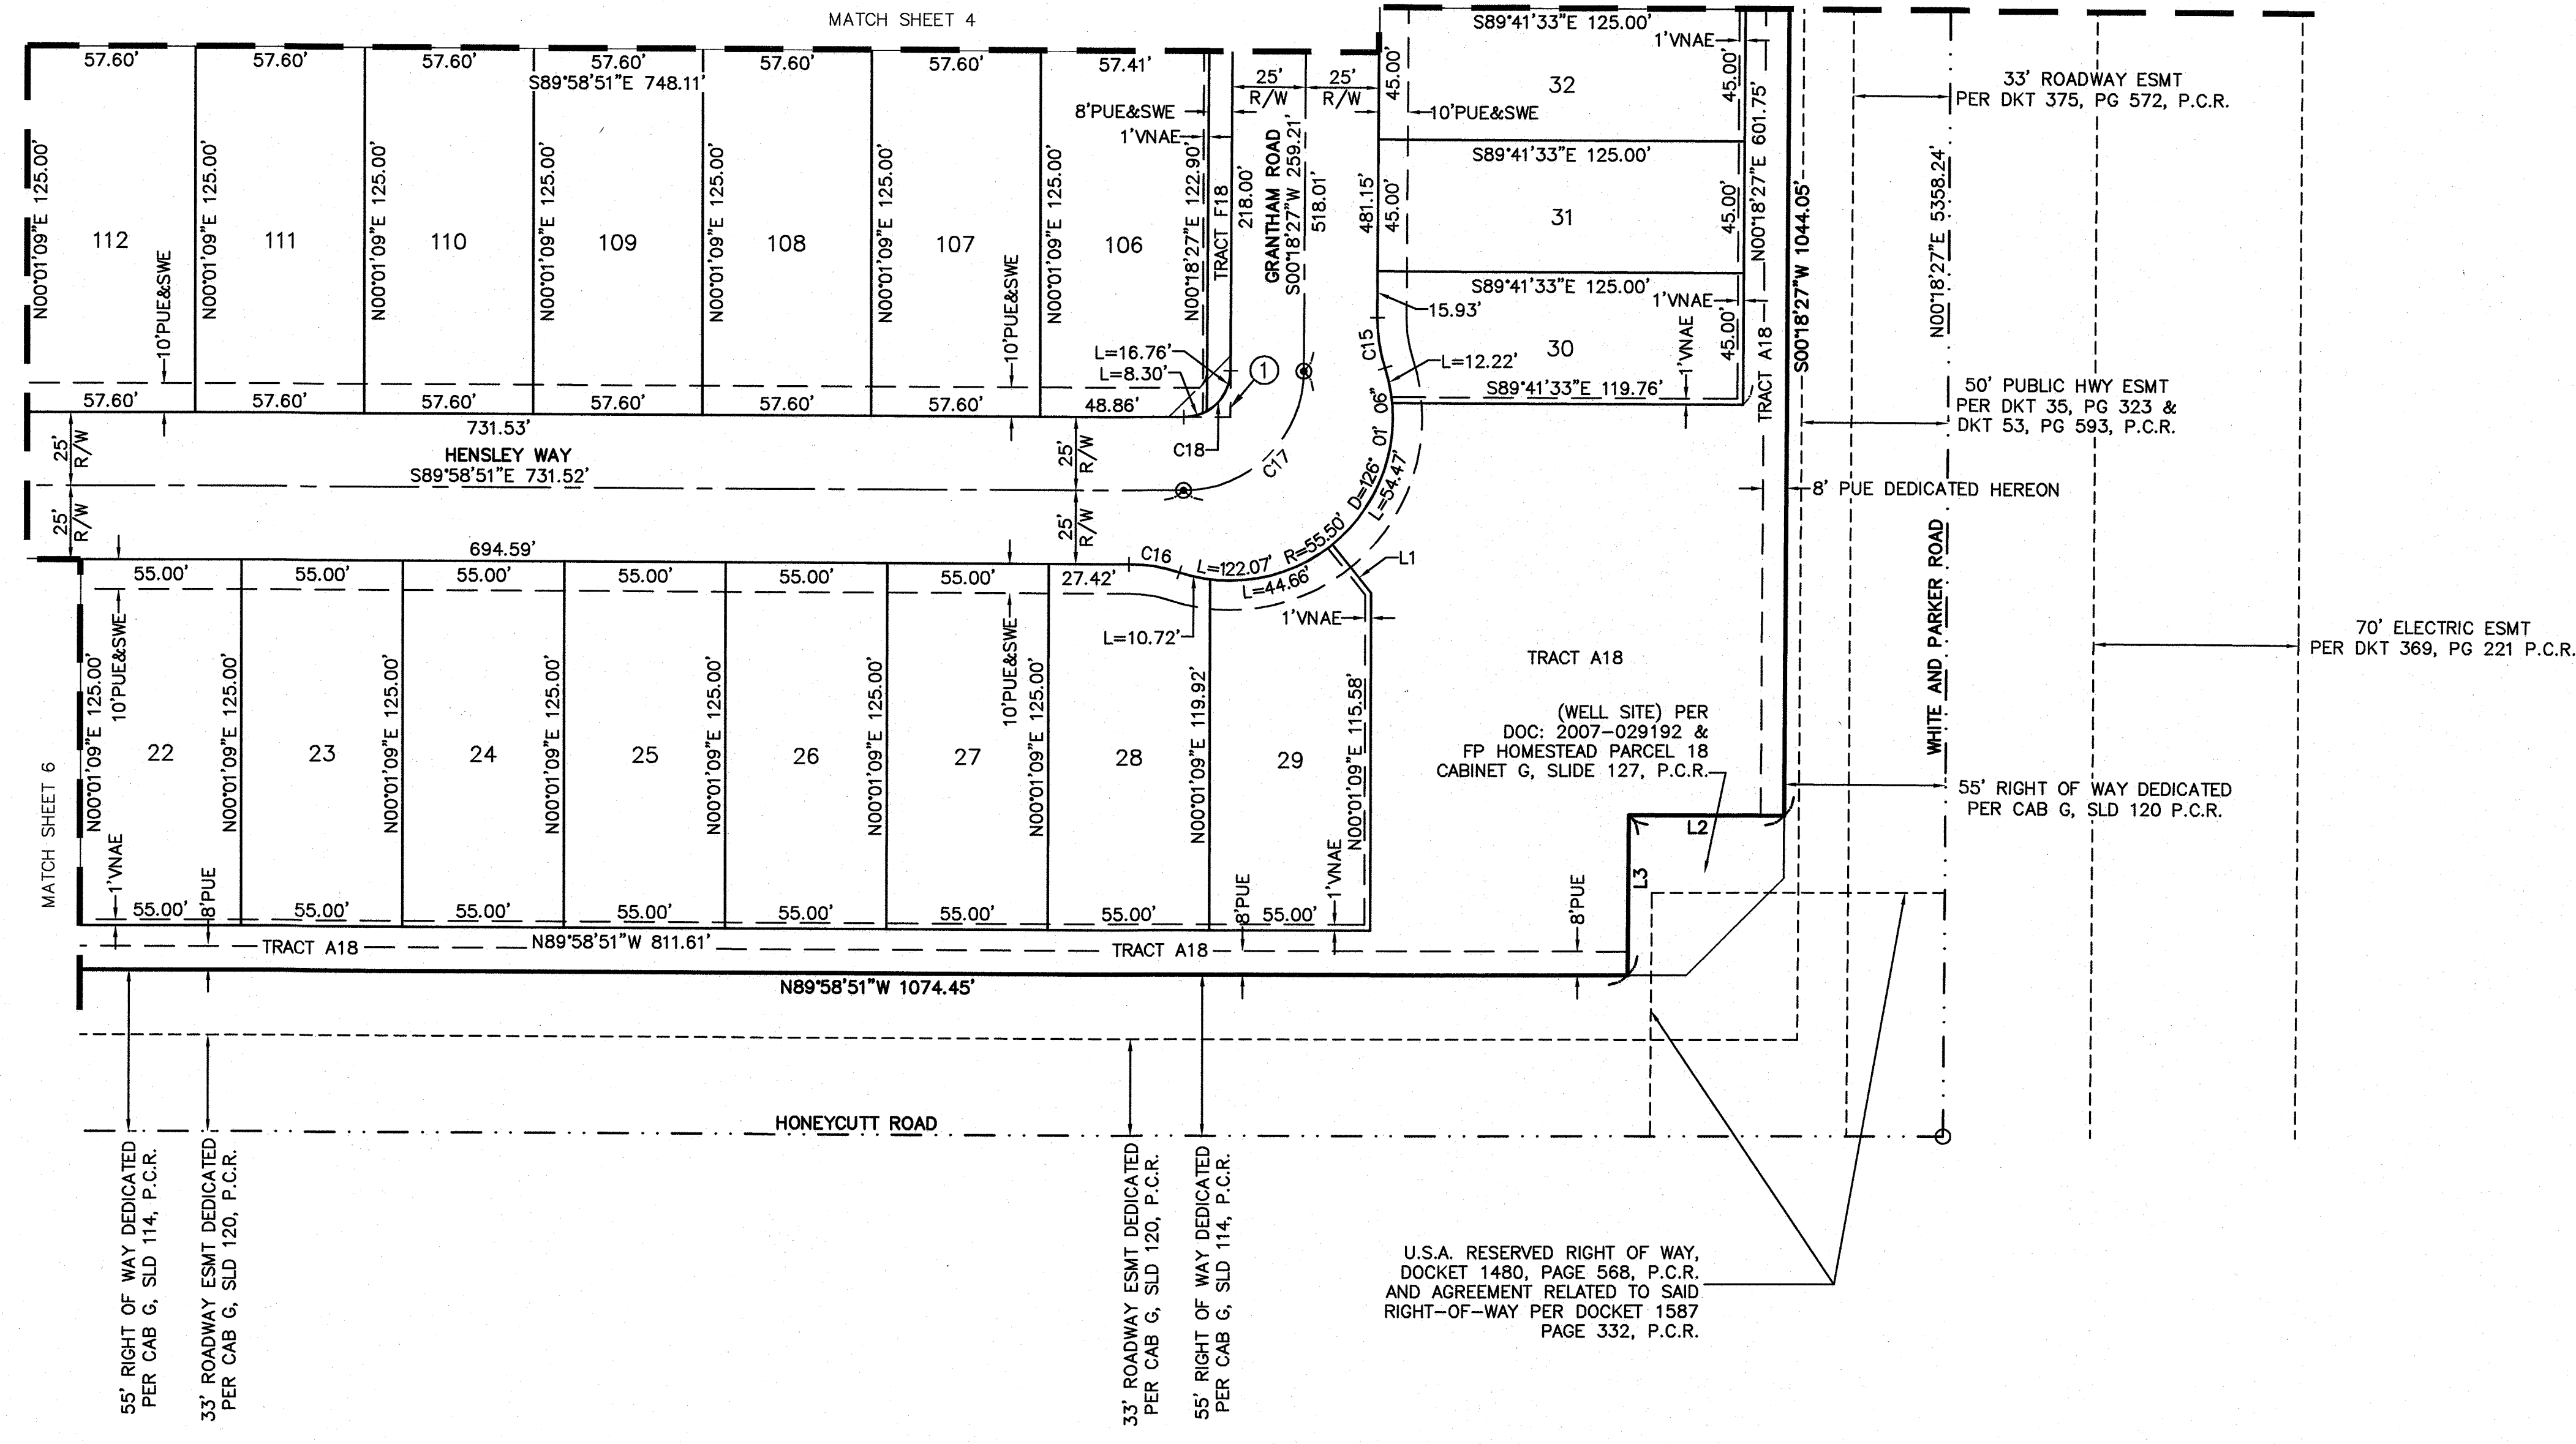 MATCH SHEET 4
57.60'
57.60'
57.60'
57.60'
57.60'
57.60'
57.41'
S89°58'51"E 748.11'
25'
R/W
25'
R/W
8'PUE&SWE
1'VNAE
10'PUE&SWE
S89°41'33"E 125.00'
1'VNAE
45.00'
32
45.00'
S89°41'33"E 125.00'
45.00'
31
45.00'
S89°41'33"E 125.00'
1'VNAE
15.93'
30
45.00'
1'VNAE
L=12.22'
S89°41'33"E 119.76'
N00°18'27"E 601.75'
TRACT A18
S00°18'27"W 1044.05'
N00°18'27"E 5358.24'
33' ROADWAY ESMT
PER DKT 375, PG 572, P.C.R.
50' PUBLIC HWY ESMT
PER DKT 35, PG 323 &
DKT 53, PG 593, P.C.R.
8' PUE DEDICATED HEREON
WHITE AND PARKER ROAD
70' ELECTRIC ESMT
PER DKT 369, PG 221 P.C.R.
55' RIGHT OF WAY DEDICATED
PER CAB G, SLD 120 P.C.R.
N00°01'09"E 125.00'
112
10'PUE&SWE
N00°01'09"E 125.00'
111
N00°01'09"E 125.00'
110
N00°01'09"E 125.00'
109
N00°01'09"E 125.00'
108
N00°01'09"E 125.00'
107
10'PUE&SWE
N00°01'09"E 125.00'
106
N00°18'27"E 122.90'
TRACT F18
218.00'
GRANTHAM ROAD
S00°18'27"W 259.21'
518.01'
481.15'
L=16.76'
L=8.30'
1
C15
57.60'
57.60'
57.60'
57.60'
57.60'
57.60'
48.86'
731.53'
25'
R/W
HENSLEY WAY
S89°58'51"E 731.52'
25'
R/W
25'
R/W
25'
R/W
C18
C17
694.59'
C16
L=122.07' R=55.50' D=126° 01' 06"
L=54.47'
L=44.66'
L1
55.00'
55.00'
55.00'
55.00'
55.00'
55.00'
27.42'
L=10.72'
1'VNAE
MATCH SHEET 6
N00°01'09"E 125.00'
10'PUE&SWE
22
1'VNAE
N00°01'09"E 125.00'
23
N00°01'09"E 125.00'
24
N00°01'09"E 125.00'
25
N00°01'09"E 125.00'
26
N00°01'09"E 125.00'
27
10'PUE&SWE
N00°01'09"E 125.00'
28
N00°01'09"E 119.92'
29
N00°01'09"E 115.58'
1'VNAE
TRACT A18
(WELL SITE) PER
DOC: 2007-029192 &
FP HOMESTEAD PARCEL 18
CABINET G, SLIDE 127, P.C.R.
L2
L3
55.00'
8'PUE
55.00'
55.00'
55.00'
55.00'
55.00'
55.00'
8'PUE
55.00'
8'PUE
TRACT A18
N89°58'51"W 811.61'
TRACT A18
N89°58'51"W 1074.45'
HONEYCUTT ROAD
55' RIGHT OF WAY DEDICATED
PER CAB G, SLD 114, P.C.R.
33' ROADWAY ESMT DEDICATED
PER CAB G, SLD 120, P.C.R.
33' ROADWAY ESMT DEDICATED
PER CAB G, SLD 120, P.C.R.
55' RIGHT OF WAY DEDICATED
PER CAB G, SLD 114, P.C.R.
U.S.A. RESERVED RIGHT OF WAY,
DOCKET 1480, PAGE 568, P.C.R.
AND AGREEMENT RELATED TO SAID
RIGHT-OF-WAY PER DOCKET 1587
PAGE 332, P.C.R.